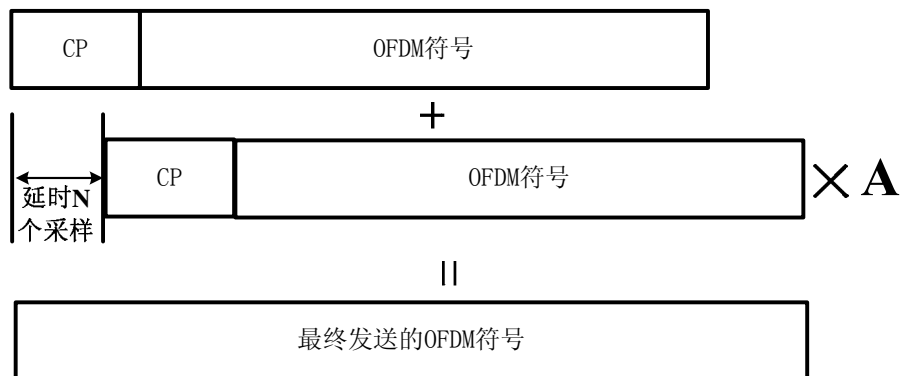 CP OFDM符号
+
CP OFDM符号 × A
延时N
个采样
=
最终发送的OFDM符号